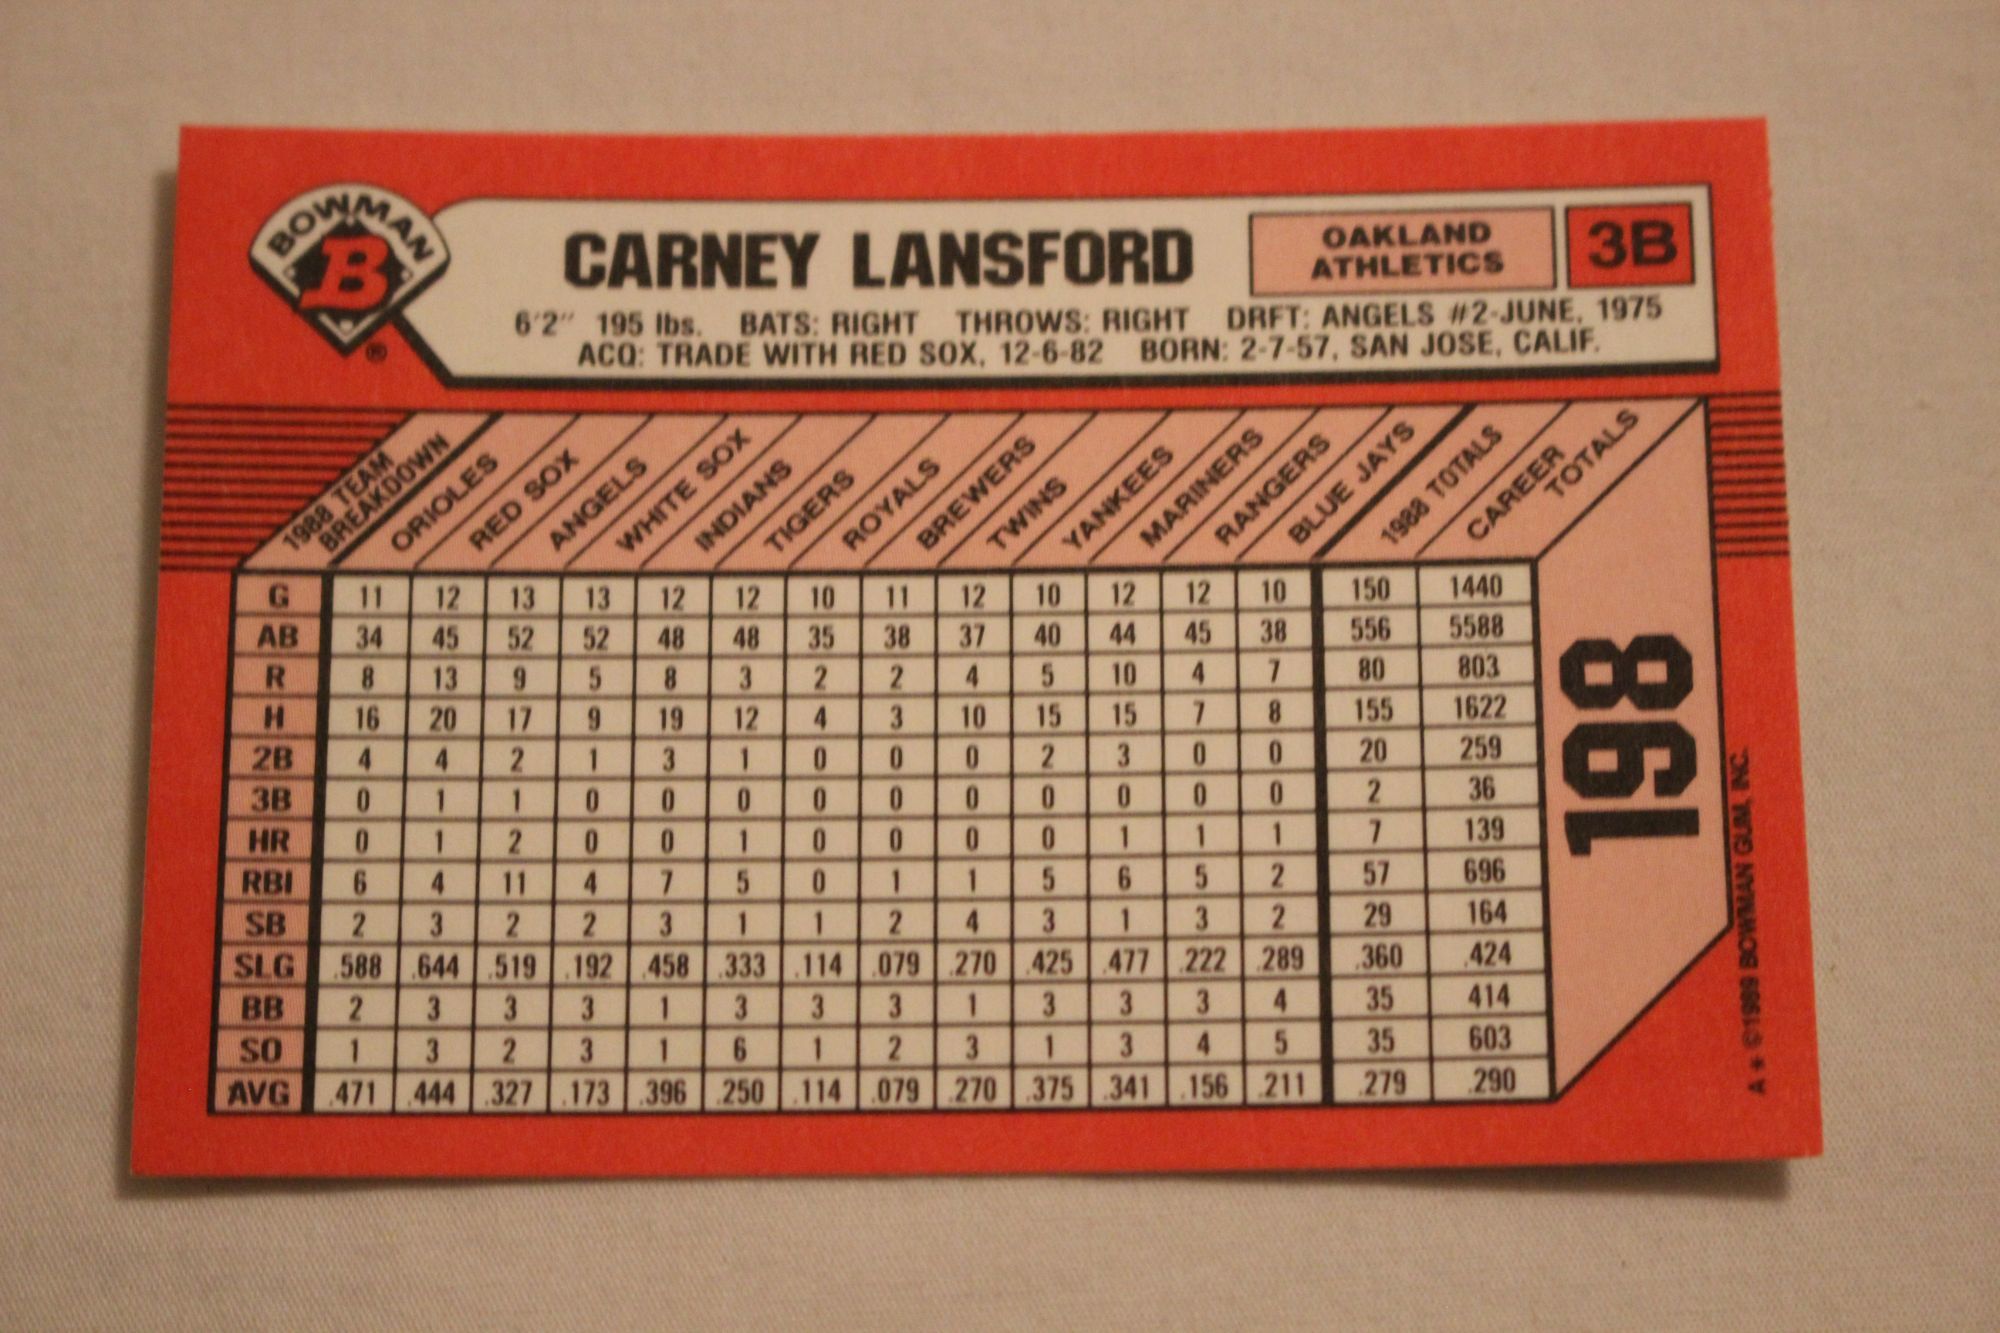 BOWMAN
B
®
CARNEY LANSFORD
OAKLAND
ATHLETICS
3B
6'2" 195 lbs. BATS: RIGHT THROWS: RIGHT DRFT: ANGELS #2-JUNE, 1975
ACQ: TRADE WITH RED SOX, 12-6-82 BORN: 2-7-57, SAN JOSE, CALIF.
1988 TEAM
BREAKDOWN
ORIOLES
RED SOX
ANGELS
WHITE SOX
INDIANS
TIGERS
ROYALS
BREWERS
TWINS
YANKEES
MARINERS
RANGERS
BLUE JAYS
1988 TOTALS
CAREER
TOTALS
G 11 12 13 13 12 12 10 11 12 10 12 12 10 150 1440
AB 34 45 52 52 48 48 35 38 37 40 44 45 38 556 5588
R 8 13 9 5 8 3 2 2 4 5 10 4 7 80 803
H 16 20 17 9 19 12 4 3 10 15 15 7 8 155 1622
2B 4 4 2 1 3 1 0 0 0 2 3 0 0 20 259
3B 0 1 1 0 0 0 0 0 0 0 0 0 0 2 36
HR 0 1 2 0 0 1 0 0 0 0 1 1 1 7 139
RBI 6 4 11 4 7 5 0 1 1 5 6 5 2 57 696
SB 2 3 2 2 3 1 1 2 4 3 1 3 2 29 164
SLG .588 .644 .519 .192 .458 .333 .114 .079 .270 .425 .477 .222 .289 .360 .424
BB 2 3 3 3 1 3 3 3 1 3 3 3 4 35 414
SO 1 3 2 3 1 6 1 2 3 1 3 4 5 35 603
AVG .471 .444 .327 .173 .396 .250 .114 .079 .270 .375 .341 .156 .211 .279 .290
198
A * ©1989 BOWMAN GUM, INC.